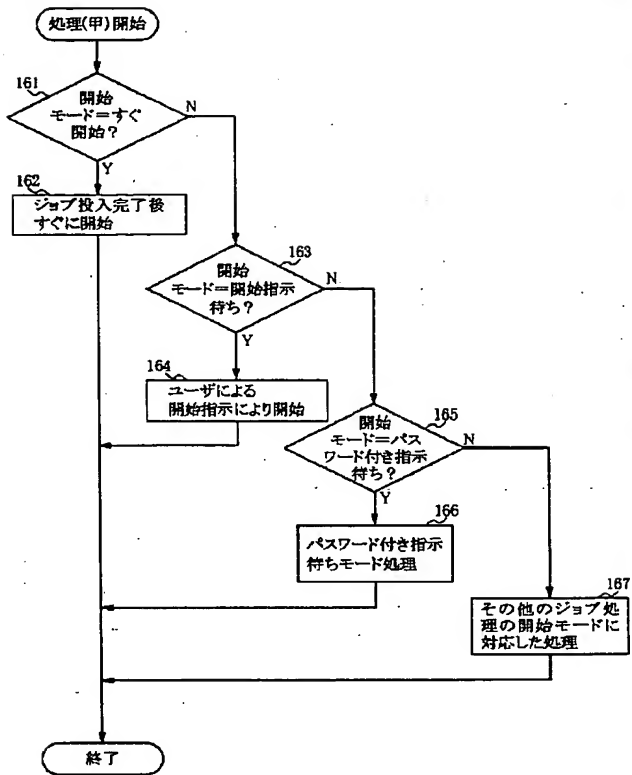 処理(甲)開始
161
開始
モード＝すぐ
開始？
N
Y
162
ジョブ投入完了後
すぐに開始
163
開始
モード＝開始指示
待ち？
N
Y
164
ユーザによる
開始指示により開始
165
開始
モード＝パス
ワード付き指示
待ち？
N
Y
166
パスワード付き指示
待ちモード処理
167
その他のジョブ処
理の開始モードに
対応した処理
終了